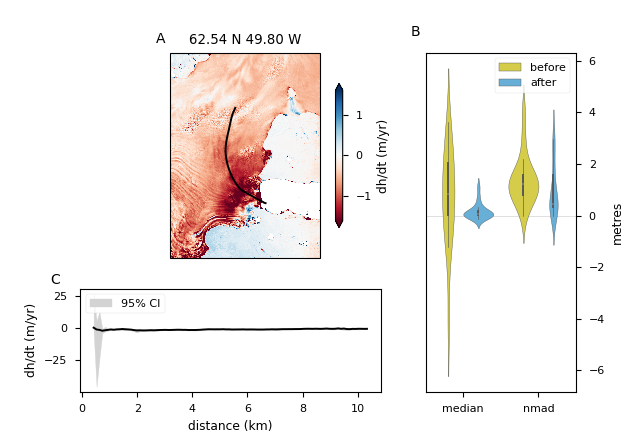 A 62.54 N 49.80 W
B
1
0
−1
dh/dt (m/yr)
before
after
6
4
2
0
−2
−4
−6
metres
median nmad
C
95% CI
25
0
−25
dh/dt (m/yr)
0 2 4 6 8 10
distance (km)